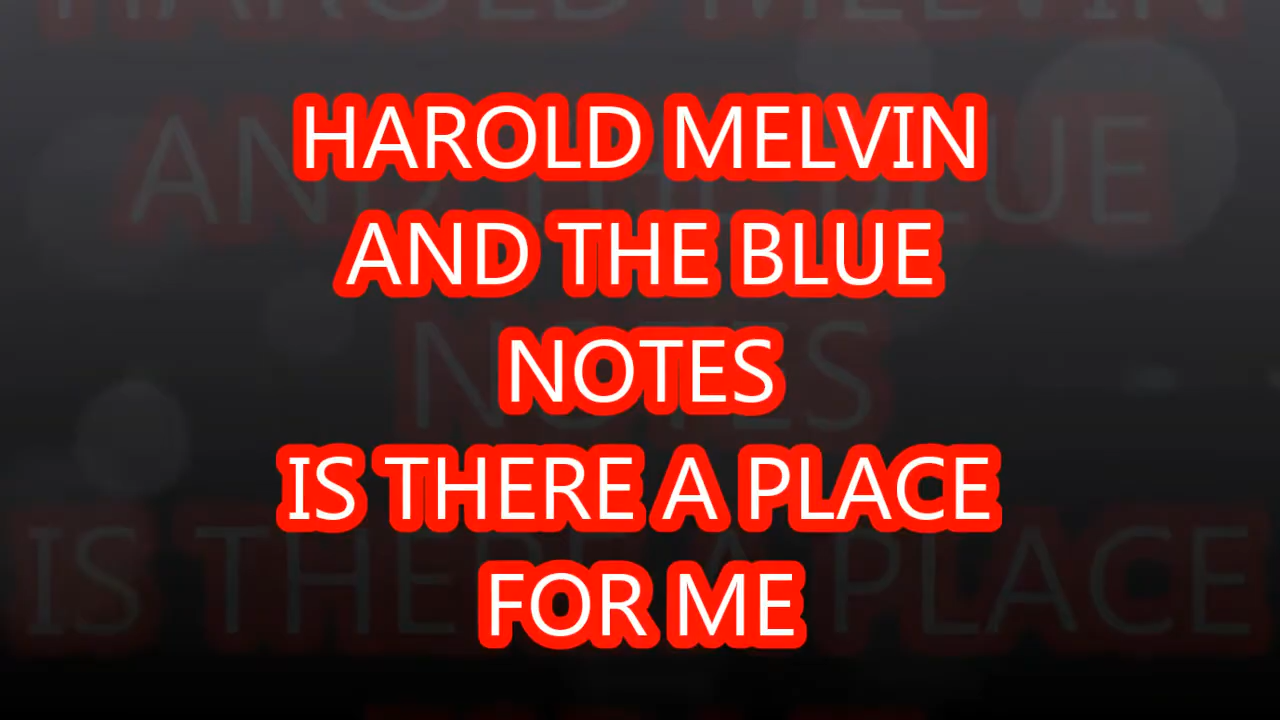 HAROLD MELVIN
AND THE BLUE
NOTES
IS THERE A PLACE
FOR ME